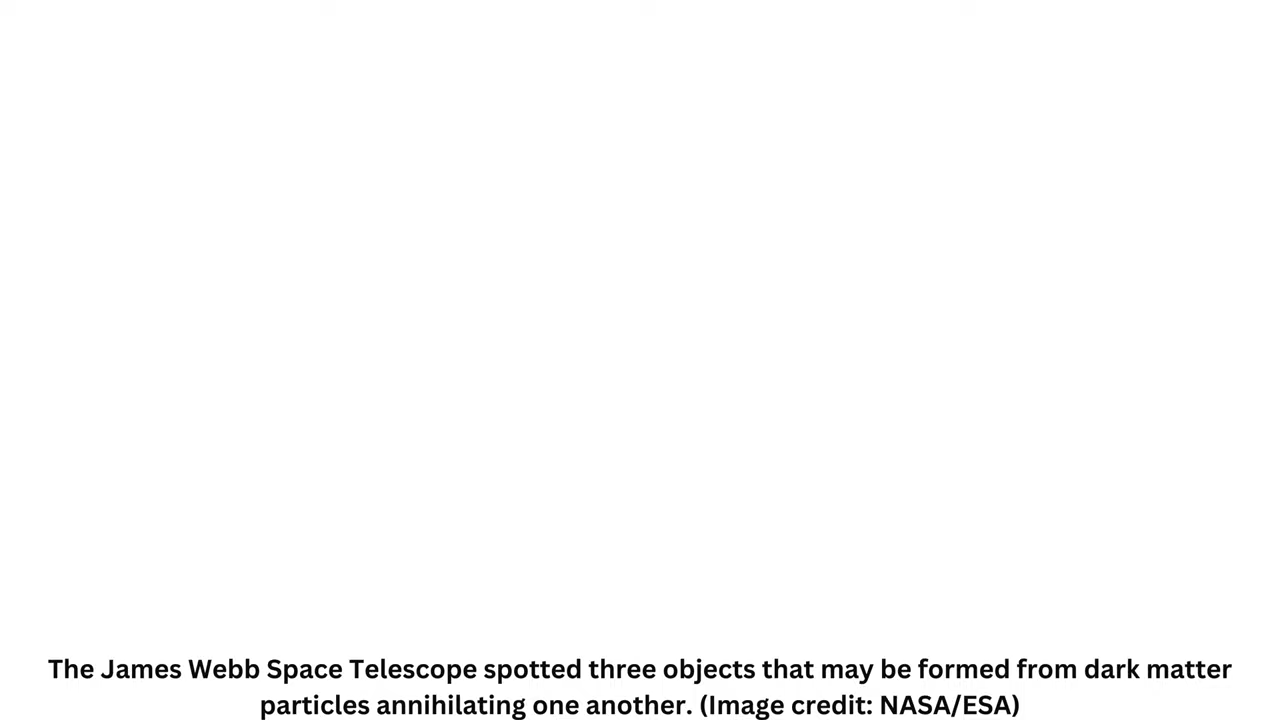 The James Webb Space Telescope spotted three objects that may be formed from dark matter
particles annihilating one another. (Image credit: NASA/ESA)